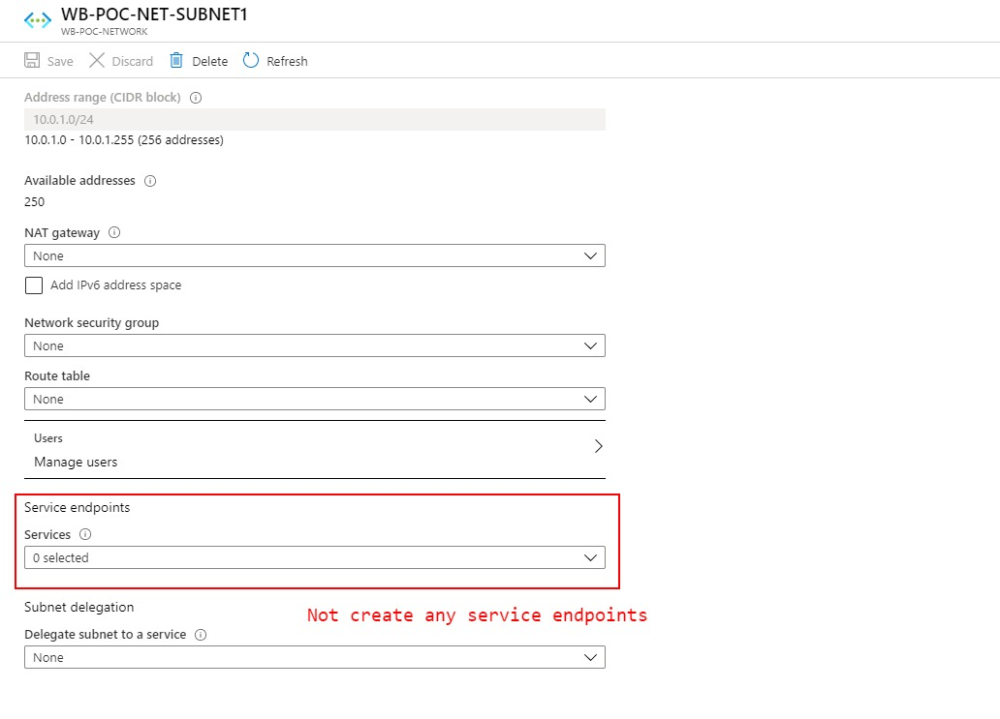 WB-POC-NET-SUBNET1
WB-POC-NETWORK
Save Discard Delete Refresh
Address range (CIDR block)
10.0.1.0/24
10.0.1.0 - 10.0.1.255 (256 addresses)
Available addresses
250
NAT gateway
None
Add IPv6 address space
Network security group
None
Route table
None
Users
Manage users
Service endpoints
Services
0 selected
Subnet delegation
Not create any service endpoints
Delegate subnet to a service
None